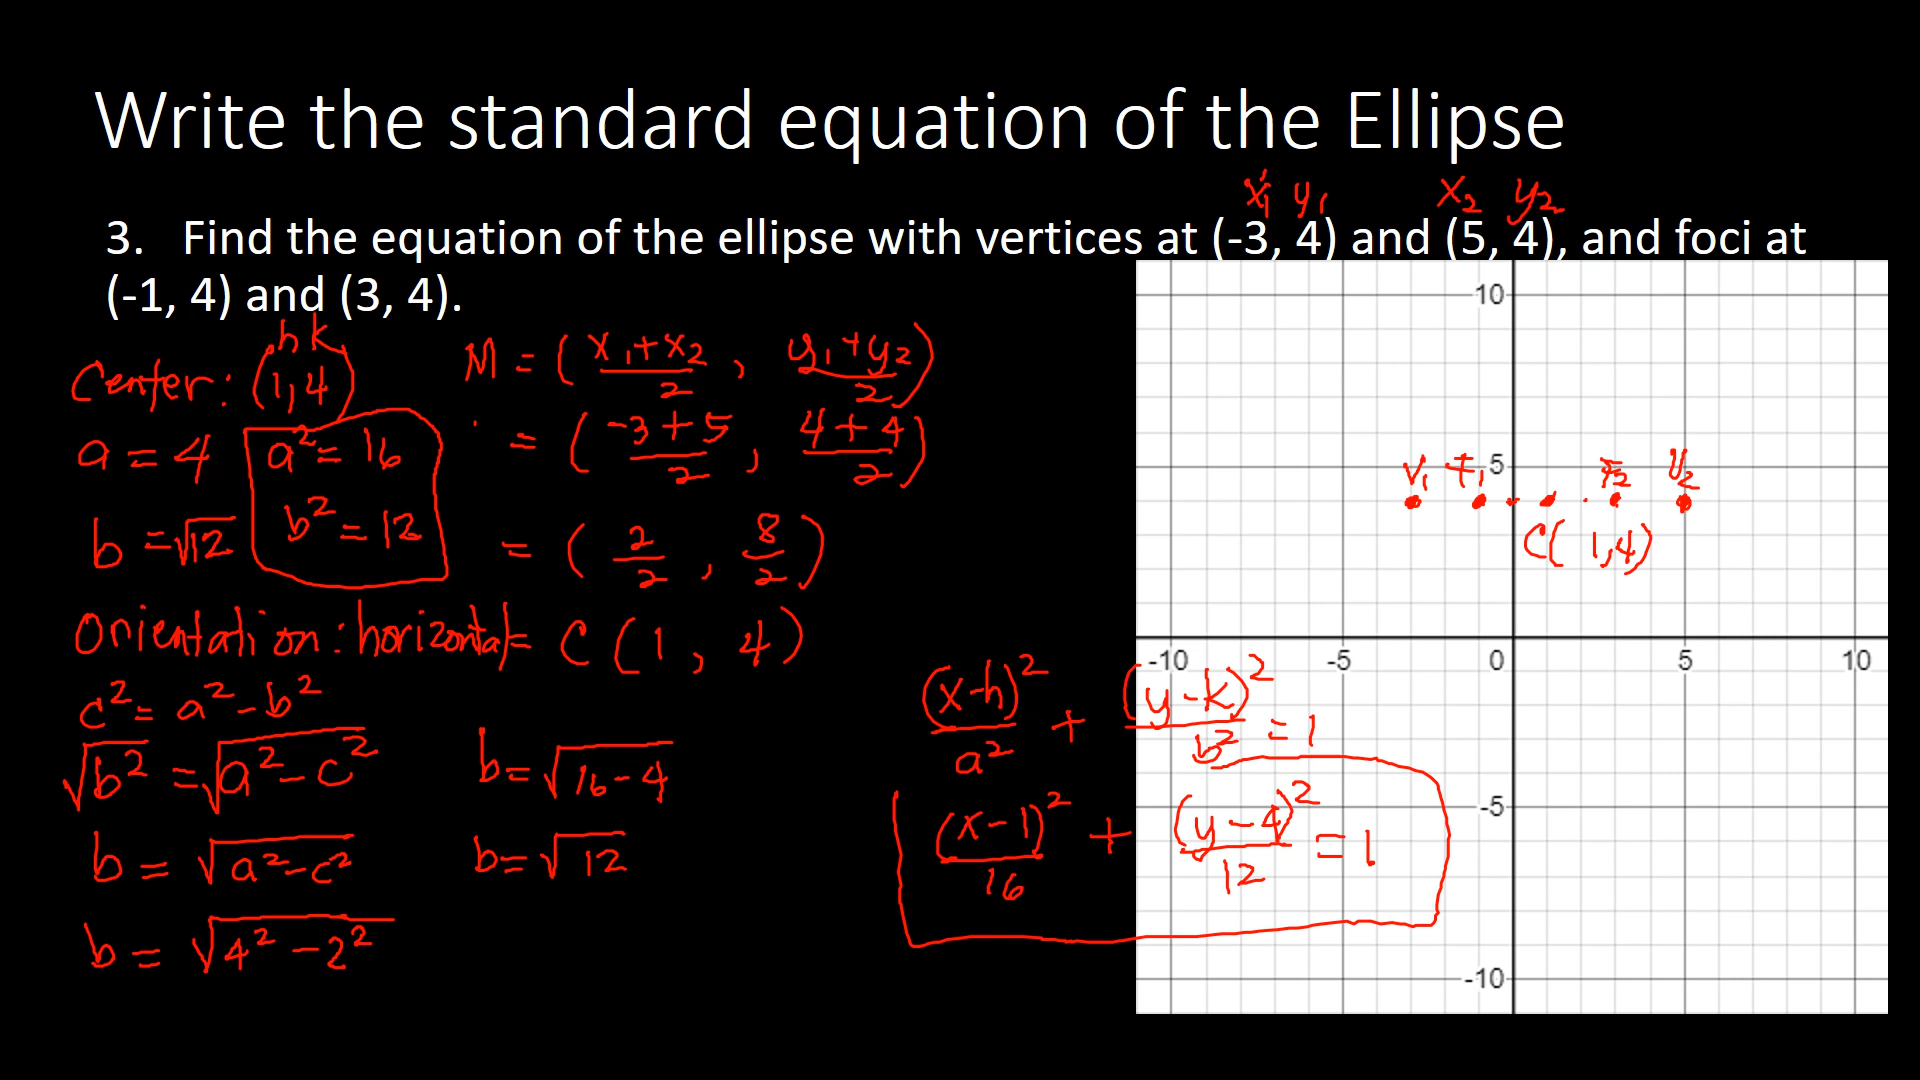 Write the standard equation of the Ellipse
x₁ y₁ x₂ y₂
3. Find the equation of the ellipse with vertices at (-3, 4) and (5, 4), and foci at
(-1, 4) and (3, 4).
h k
Center: (1,4)
a = 4
a² = 16
b² = 12
b = √12
Orientation: horizontal
c² = a² - b²
√b² = √a² - c²
b = √a² - c²
b = √4² - 2²
b = √16 - 4
b = √12
M = (x₁ + x₂ / 2 , y₁ + y₂ / 2)
= (-3 + 5 / 2 , 4 + 4 / 2)
= (2/2 , 8/2)
= C (1 , 4)
(x-h)²/a² + (y-k)²/b² = 1
(x-1)²/16 + (y-4)²/12 = 1
10
V₁ F₁ 5 F₂ V₂
C(1,4)
-10 -5 0 5 10
-5
-10